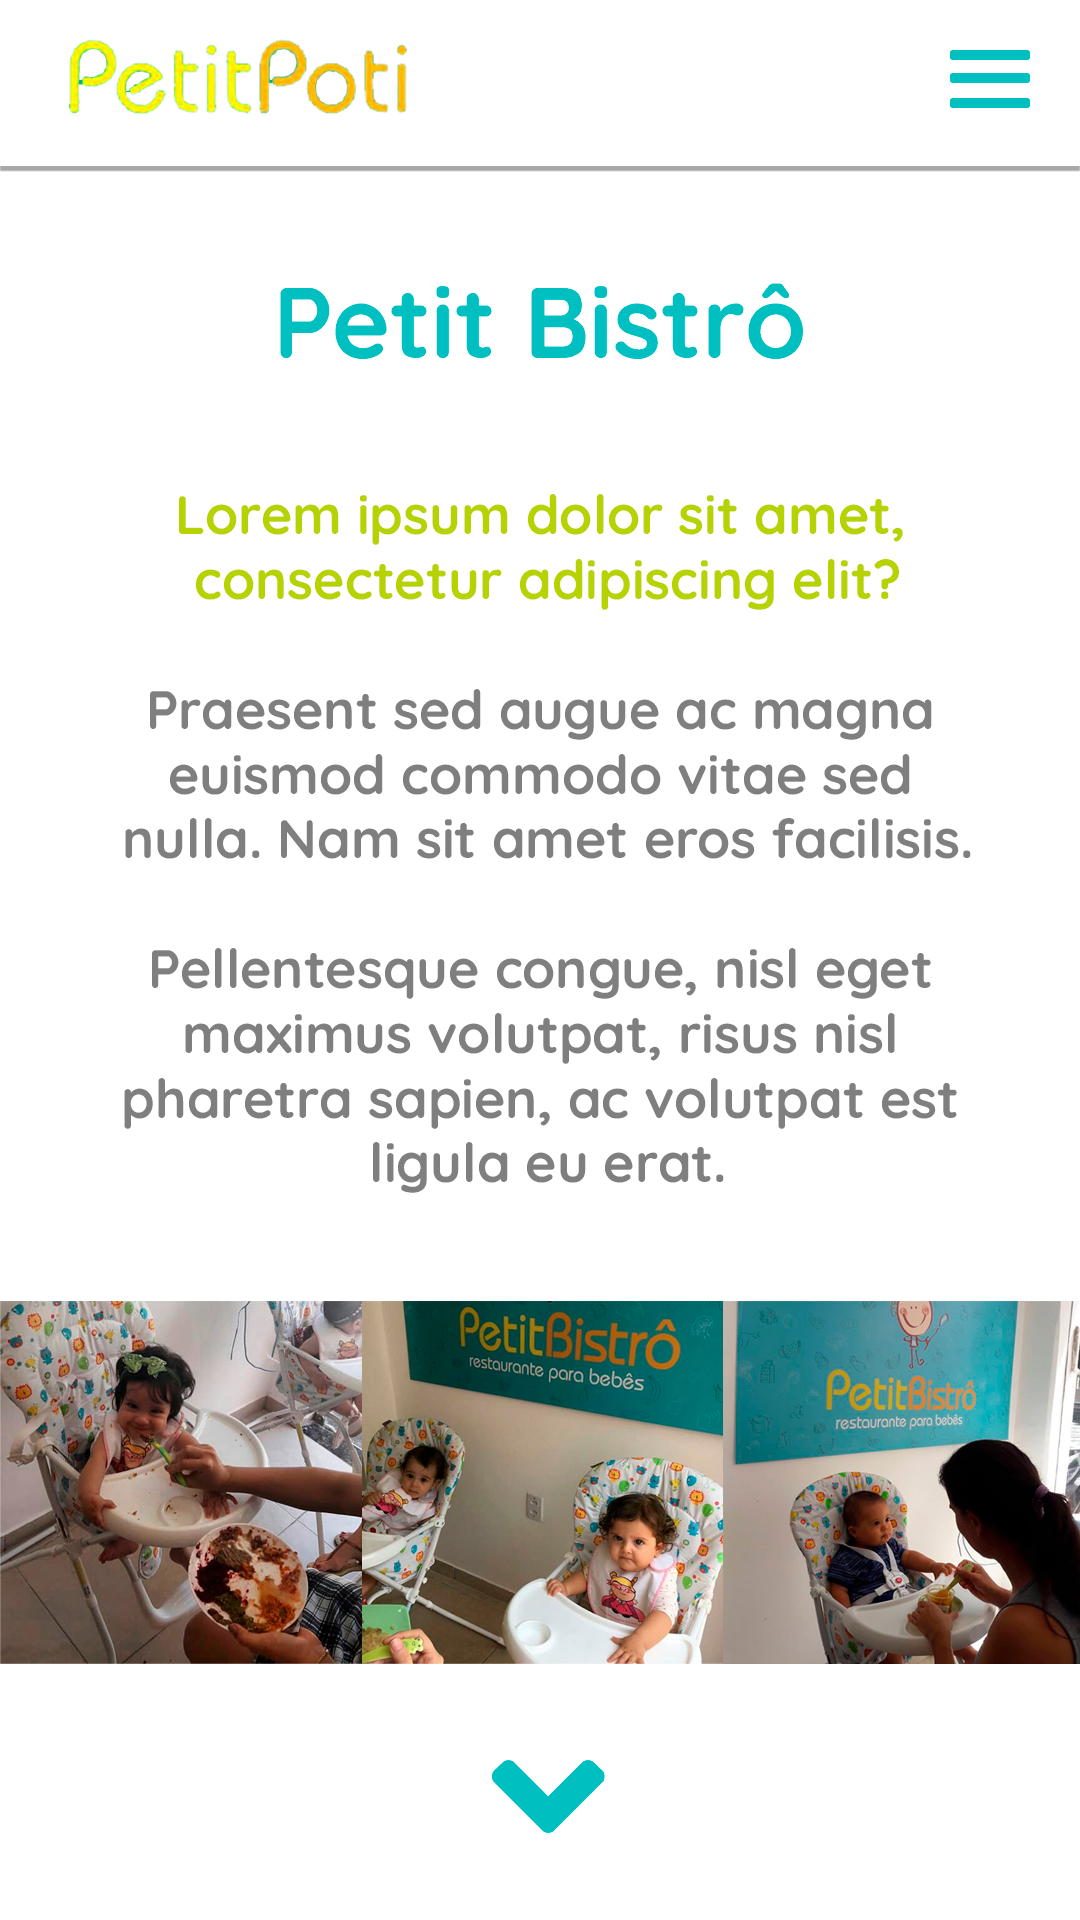 PetitPoti
Petit Bistrô
Lorem ipsum dolor sit amet,
consectetur adipiscing elit?
Praesent sed augue ac magna
euismod commodo vitae sed
nulla. Nam sit amet eros facilisis.
Pellentesque congue, nisl eget
maximus volutpat, risus nisl
pharetra sapien, ac volutpat est
ligula eu erat.
PetitBistrô
restaurante para bebês
PetitBistrô
restaurante para bebês